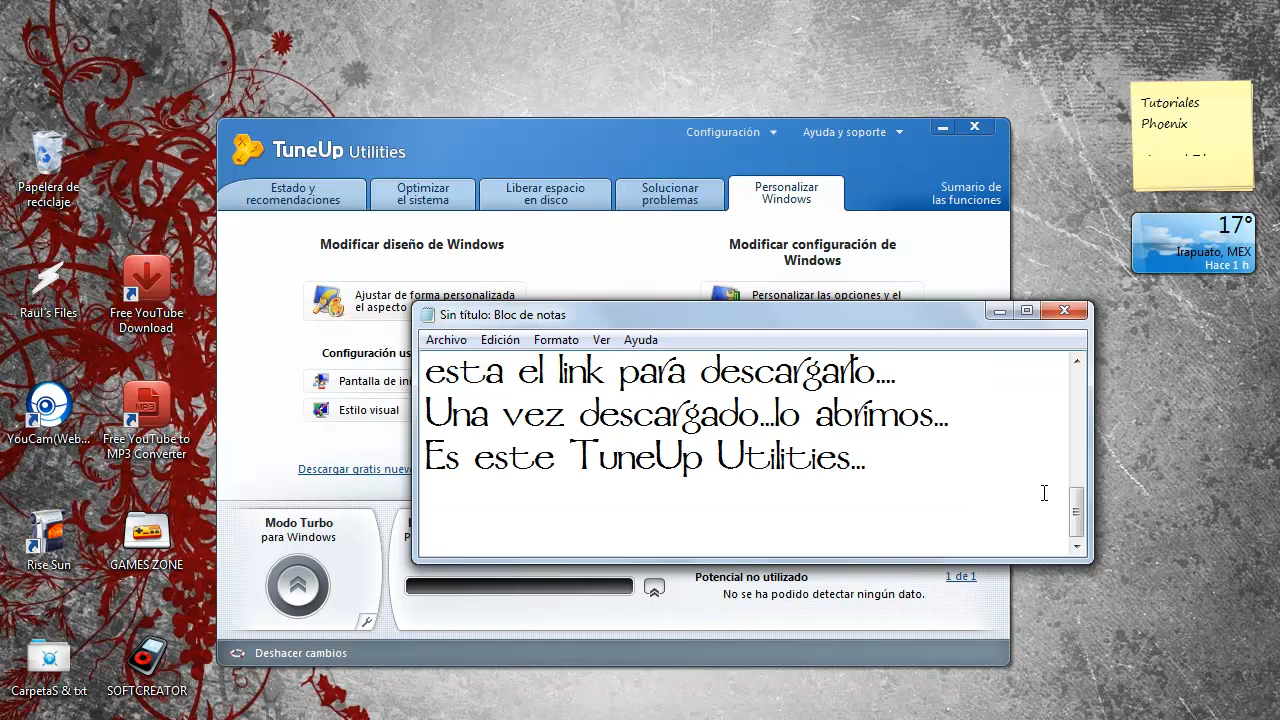 Tutoriales
Phoenix
17°
Irapuato, MEX
Hace 1 h
Papelera de
reciclaje
Raul's Files
Free YouTube
Download
YouCam(Web...
Free YouTube to
MP3 Converter
Rise Sun
GAMES ZONE
CarpetaS & txt
SOFTCREATOR
TuneUp Utilities
Configuración
Ayuda y soporte
Estado y
recomendaciones
Optimizar
el sistema
Liberar espacio
en disco
Solucionar
problemas
Personalizar
Windows
Sumario de
las funciones
Modificar diseño de Windows
Modificar configuración de
Windows
Ajustar de forma personalizada
el aspecto
Personalizar las opciones y el
Pantalla de ini
Estilo visual
Descargar gratis
Sin título: Bloc de notas
Archivo Edición Formato Ver Ayuda
esta el link para descargarlo....
Una vez descargado...lo abrimos...
Es este TuneUp Utilities...
Modo Turbo
para Windows
Potencial no utilizado
1 de 1
No se ha podido detectar ningún dato.
Deshacer cambios